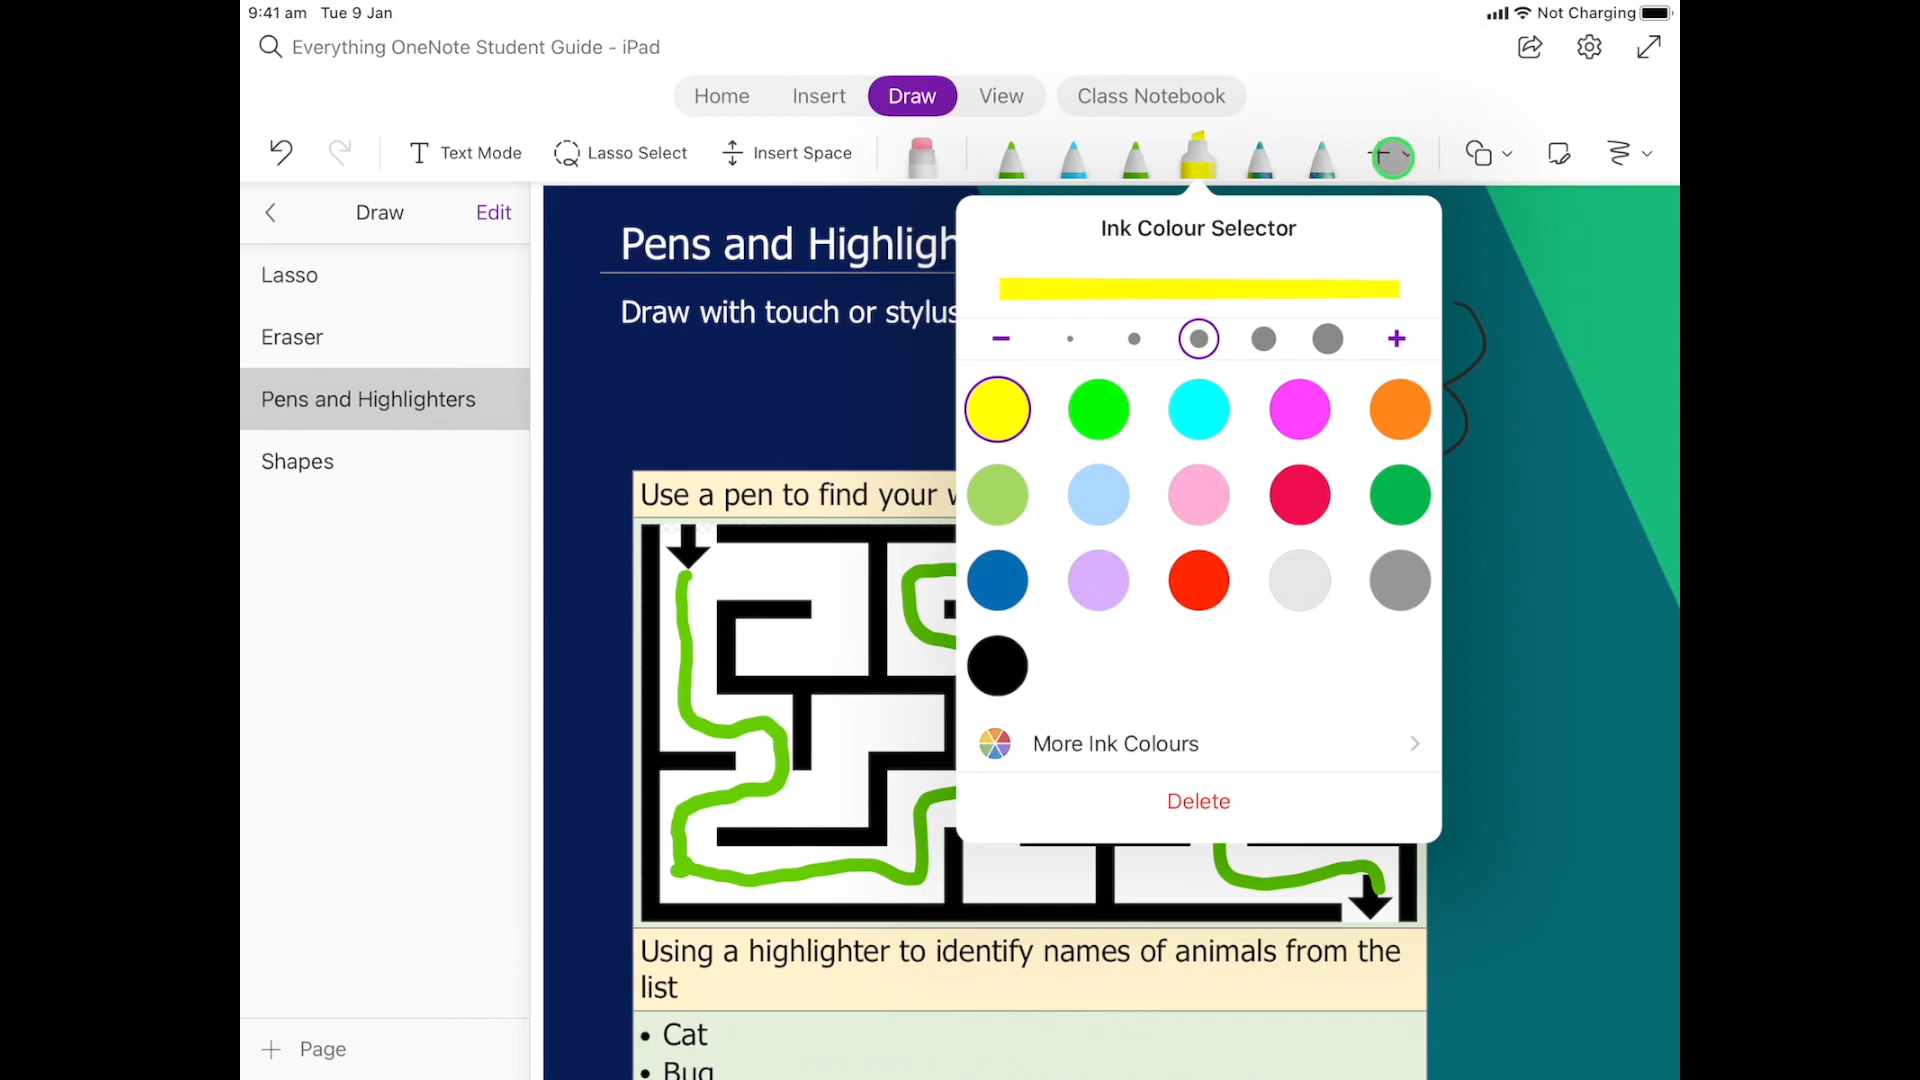 9:41 am Tue 9 Jan
Not Charging
Everything OneNote Student Guide - iPad
Home Insert Draw View Class Notebook
Text Mode Lasso Select Insert Space
Draw Edit
Lasso
Eraser
Pens and Highlighters
Shapes
Page
Pens and Highligh
Draw with touch or stylus
Use a pen to find your
Ink Colour Selector
More Ink Colours
Delete
Using a highlighter to identify names of animals from the
list
• Cat
• Bug